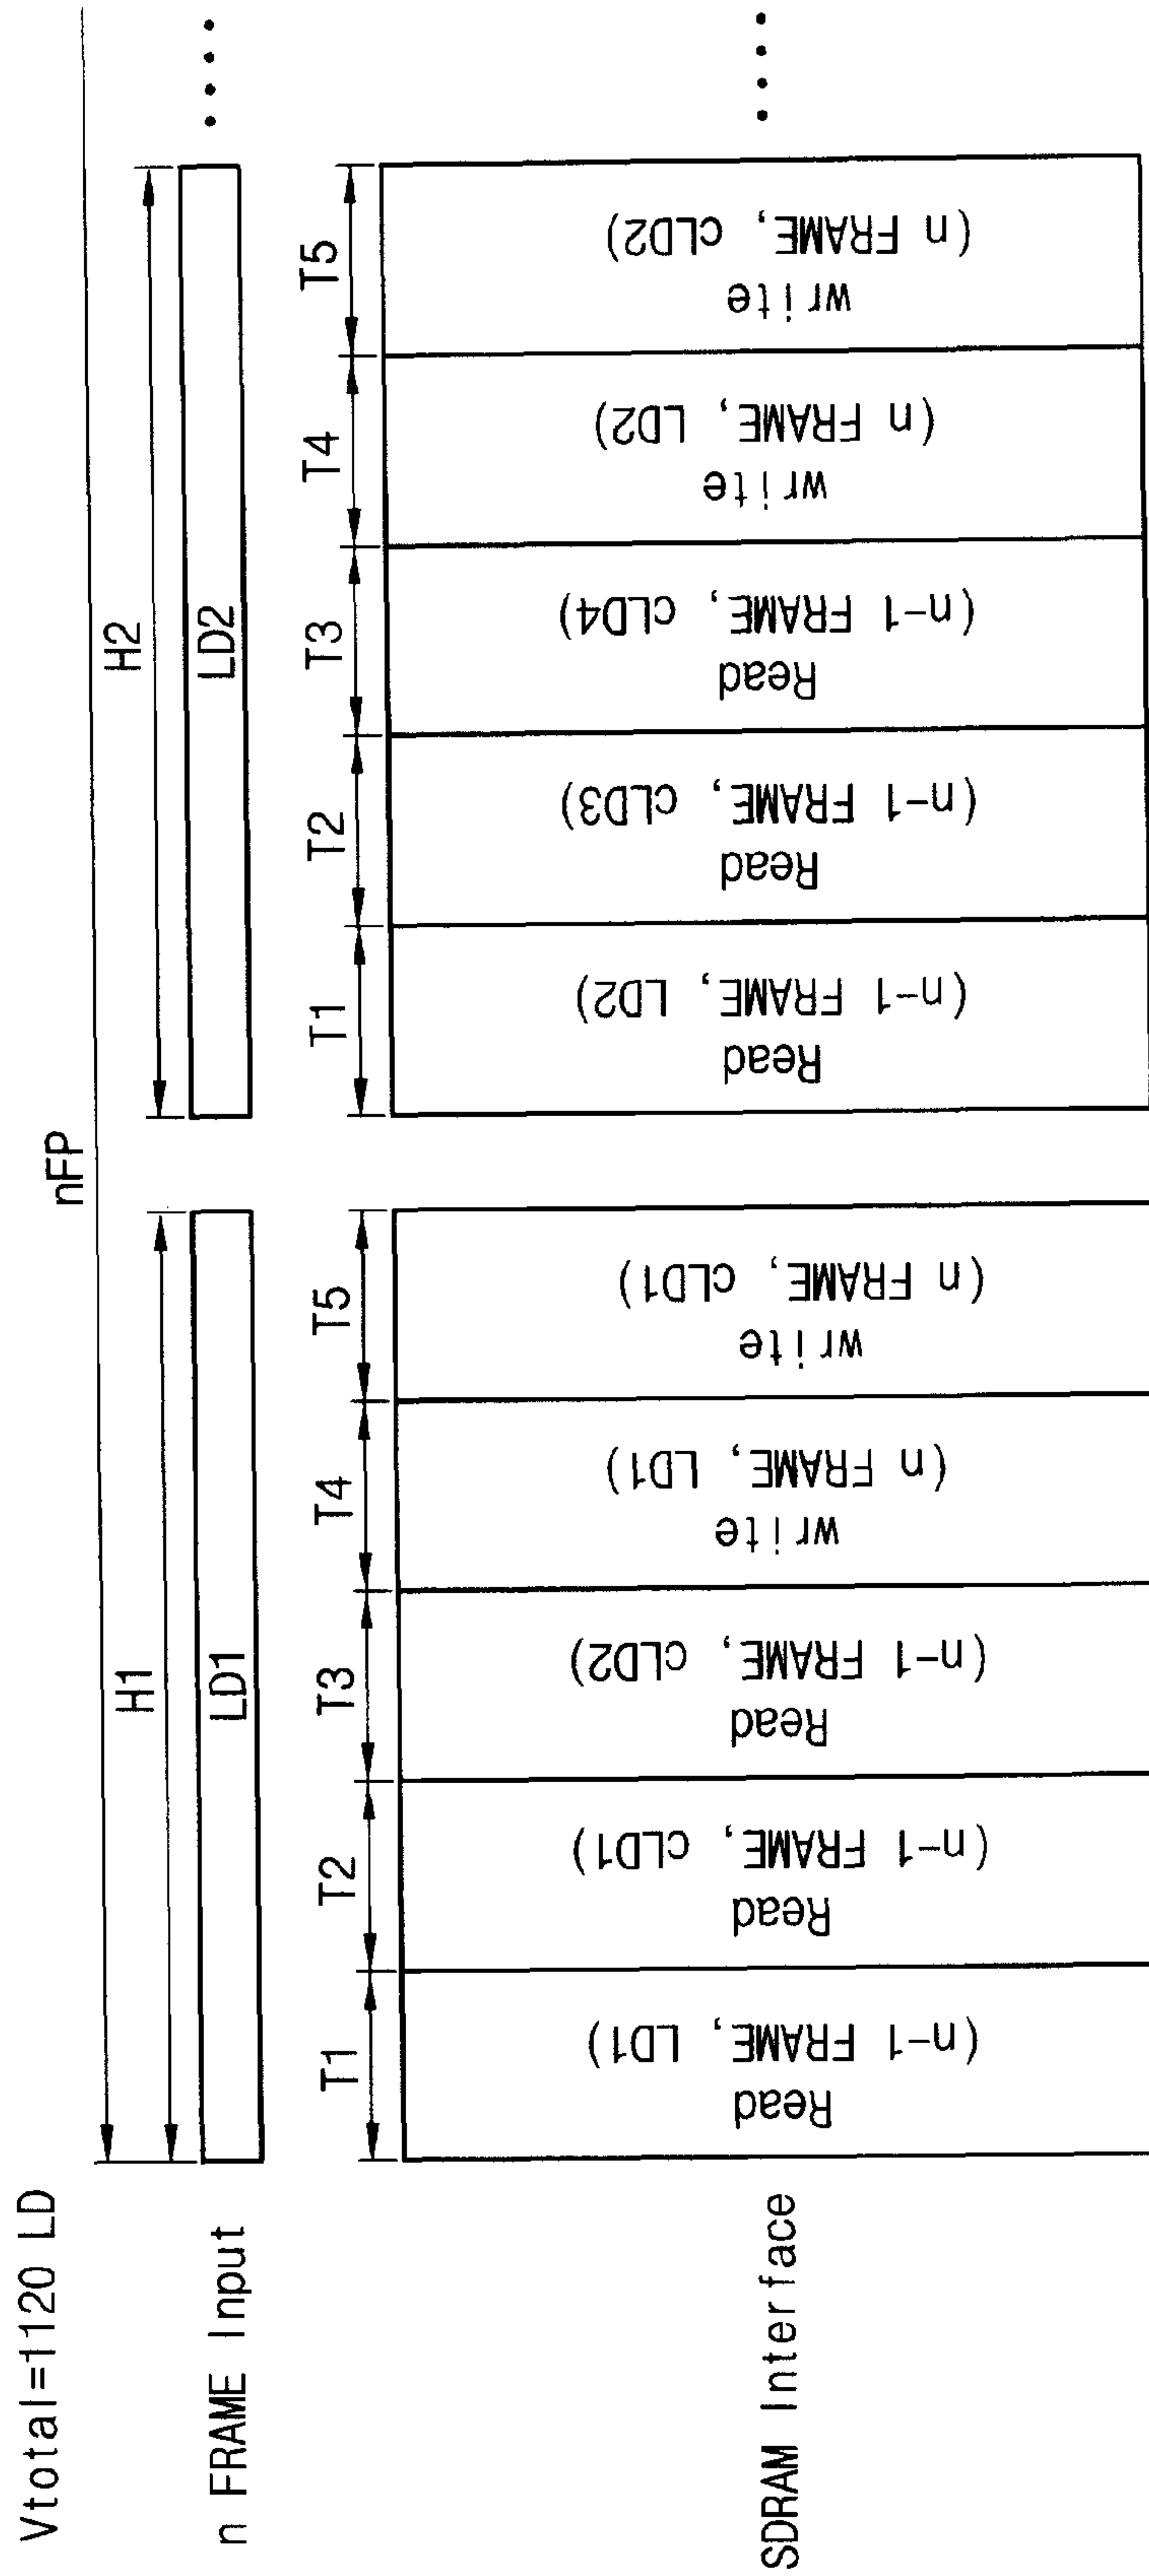 Vtotal=1120 LD
nFP
H1
H2
n FRAME Input
LD1
LD2
T1
T2
T3
T4
T5
T1
T2
T3
T4
T5
SDRAM Interface
Read
(n-1 FRAME, LD1)
Read
(n-1 FRAME, cLD1)
Read
(n-1 FRAME, cLD2)
write
(n FRAME, LD1)
write
(n FRAME, cLD1)
Read
(n-1 FRAME, LD2)
Read
(n-1 FRAME, cLD3)
Read
(n-1 FRAME, cLD4)
write
(n FRAME, LD2)
write
(n FRAME, cLD2)